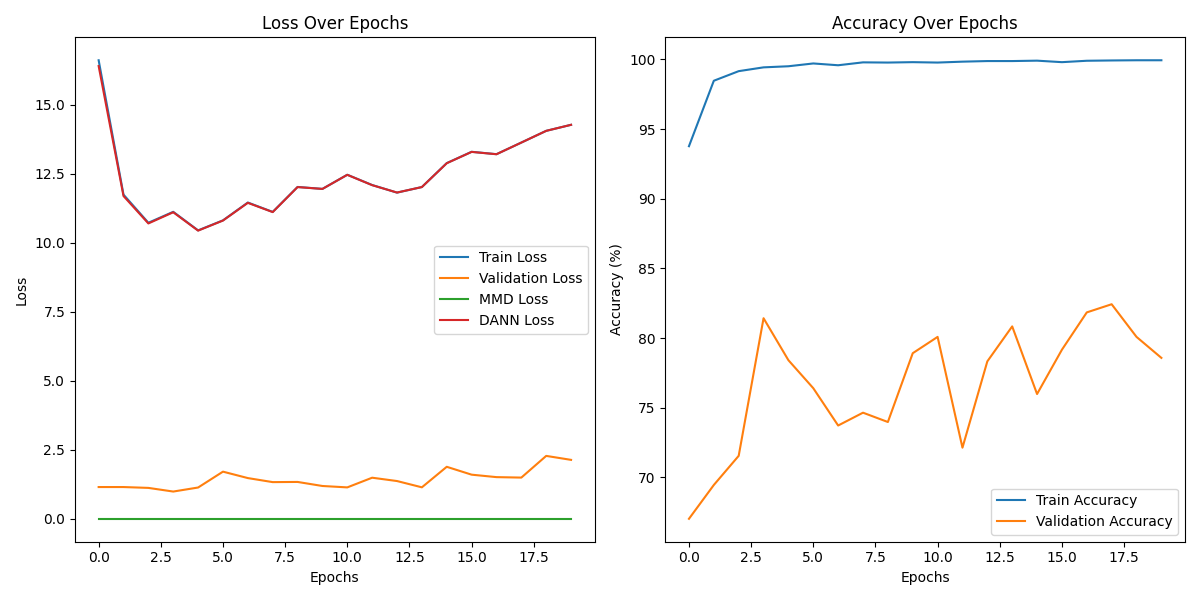 Loss Over Epochs
Loss
15.0
12.5
10.0
7.5
5.0
2.5
0.0
0.0 2.5 5.0 7.5 10.0 12.5 15.0 17.5
Epochs
Train Loss
Validation Loss
MMD Loss
DANN Loss
Accuracy Over Epochs
Accuracy (%)
100
95
90
85
80
75
70
0.0 2.5 5.0 7.5 10.0 12.5 15.0 17.5
Epochs
Train Accuracy
Validation Accuracy